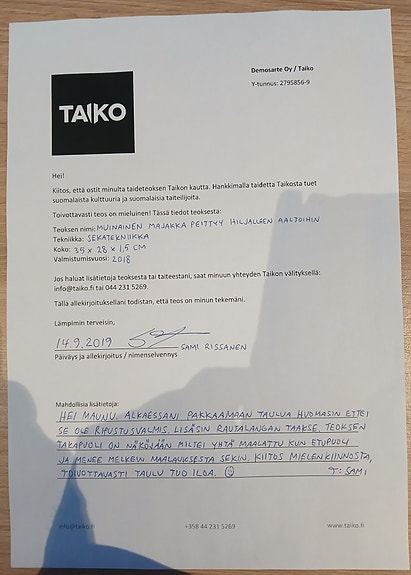 TAIKO
Demosarte Oy / Taiko
Y-tunnus: 2795856-9
Hei!
Kiitos, että ostit minulta taideteoksen Taikon kautta. Hankkimalla taidetta Taikosta tuet
suomalaista kulttuuria ja suomalaisia taiteilijoita.
Toivottavasti teos on mieluinen! Tässä tiedot teoksesta:
Teoksen nimi: MUINAINEN MAJAKKA PEITTYY HILJALLEEN AALTOIHIN
Tekniikka: SEKATEKNIIKKA
Koko: 35 x 28 x 1,5 CM
Valmistumisvuosi: 2018
Jos haluat lisätietoja teoksesta tai taiteestani, saat minuun yhteyden Taikon välityksellä:
info@taiko.fi tai 044 231 5269.
Tällä allekirjoituksellani todistan, että teos on minun tekemäni.
Lämpimin terveisin,
14.9.2019 SAMI RISSANEN
Päiväys ja allekirjoitus / nimenselvennys
Mahdollisia lisätietoja:
HEI MAUNU. ALKAESSANI PAKKAAMAAN TAULUA HUOMASIN ETTEI
SE OLE RIPUSTUSVALMIS. LISÄSIN RAUTALANGAN TAAKSE. TEOKSEN
TAKAPUOLI ON NÄKÖJÄÄN MILTEI YHTÄ MAALATTU KUN ETUPUOLI
JA MENEE MELKEIN MAALAUKSESTA SEKIN. KIITOS MIELENKIINNOSTA,
TOIVOTTAVASTI TAULU TUO ILOA. ☺ T: SAMI
info@taiko.fi +358 44 231 5269 www.taiko.fi